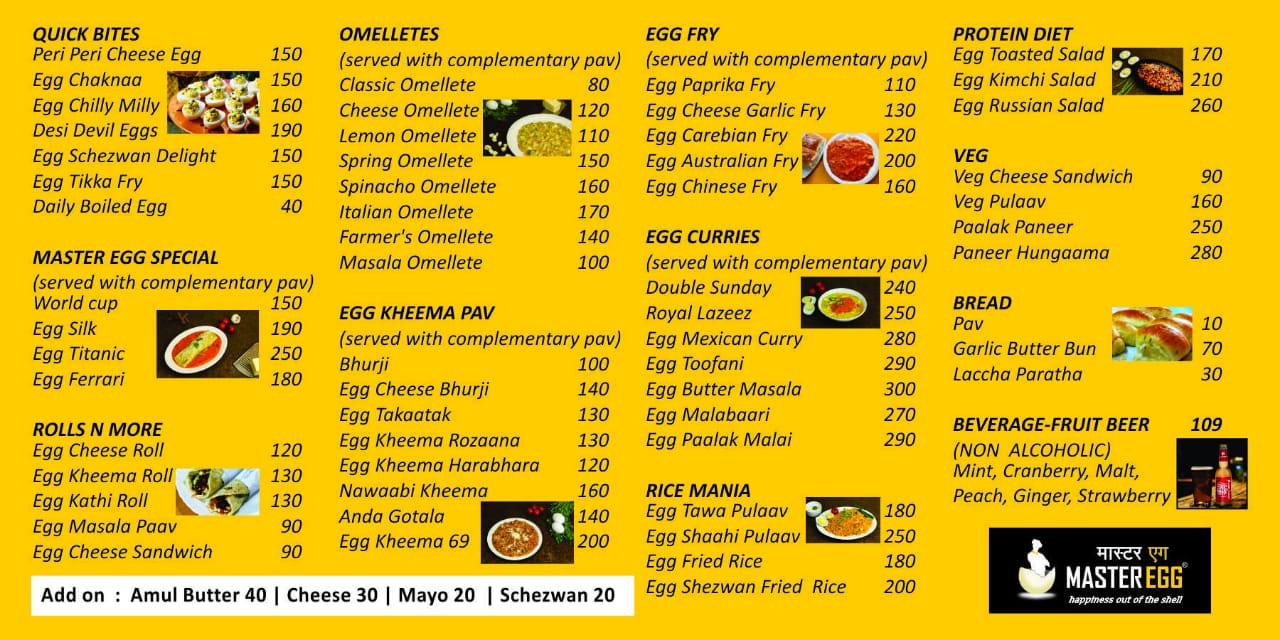 QUICK BITES
Peri Peri Cheese Egg 150
Egg Chaknaa 150
Egg Chilly Milly 160
Desi Devil Eggs 190
Egg Schezwan Delight 150
Egg Tikka Fry 150
Daily Boiled Egg 40
MASTER EGG SPECIAL
(served with complementary pav)
World cup 150
Egg Silk 190
Egg Titanic 250
Egg Ferrari 180
ROLLS N MORE
Egg Cheese Roll 120
Egg Kheema Roll 130
Egg Kathi Roll 130
Egg Masala Paav 90
Egg Cheese Sandwich 90
OMELLETES
(served with complementary pav)
Classic Omellete 80
Cheese Omellete 120
Lemon Omellete 110
Spring Omellete 150
Spinacho Omellete 160
Italian Omellete 170
Farmer's Omellete 140
Masala Omellete 100
EGG KHEEMA PAV
(served with complementary pav)
Bhurji 100
Egg Cheese Bhurji 140
Egg Takaatak 130
Egg Kheema Rozaana 130
Egg Kheema Harabhara 120
Nawaabi Kheema 160
Anda Gotala 140
Egg Kheema 69 200
Add on : Amul Butter 40 | Cheese 30 | Mayo 20 | Schezwan 20
EGG FRY
(served with complementary pav)
Egg Paprika Fry 110
Egg Cheese Garlic Fry 130
Egg Carebian Fry 220
Egg Australian Fry 200
Egg Chinese Fry 160
EGG CURRIES
(served with complementary pav)
Double Sunday 240
Royal Lazeez 250
Egg Mexican Curry 280
Egg Toofani 290
Egg Butter Masala 300
Egg Malabaari 270
Egg Paalak Malai 290
RICE MANIA
Egg Tawa Pulaav 180
Egg Shaahi Pulaav 250
Egg Fried Rice 180
Egg Shezwan Fried Rice 200
PROTEIN DIET
Egg Toasted Salad 170
Egg Kimchi Salad 210
Egg Russian Salad 260
VEG
Veg Cheese Sandwich 90
Veg Pulaav 160
Paalak Paneer 250
Paneer Hungaama 280
BREAD
Pav 10
Garlic Butter Bun 70
Laccha Paratha 30
BEVERAGE-FRUIT BEER 109
(NON ALCOHOLIC)
Mint, Cranberry, Malt,
Peach, Ginger, Strawberry
मास्टर एग
MASTER EGG®
happiness out of the shell